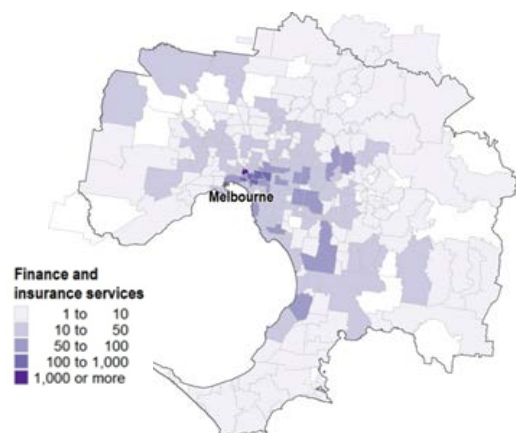 Melbourne
Finance and
insurance services
1 to 10
10 to 50
50 to 100
100 to 1,000
1,000 or more